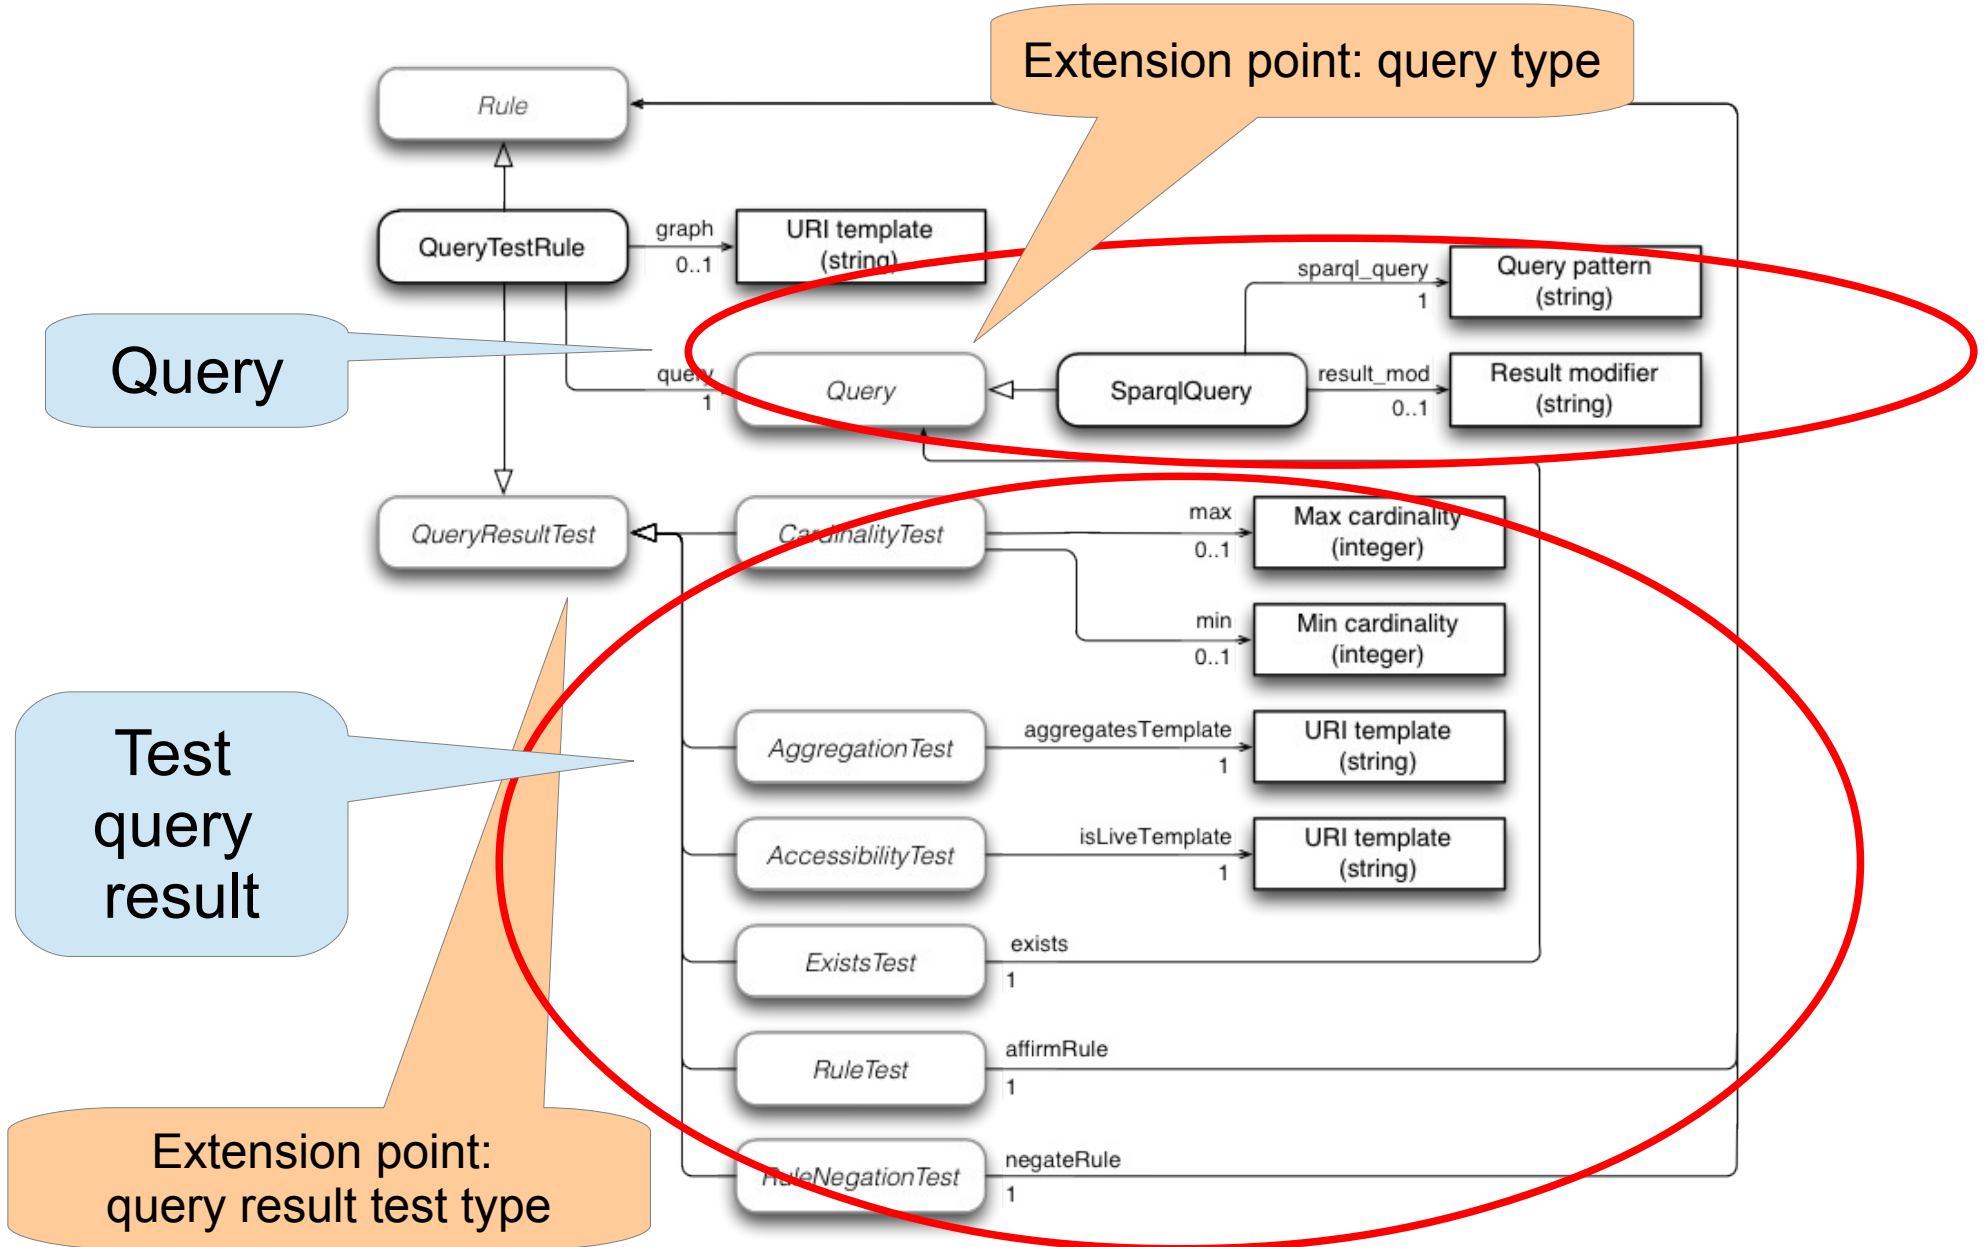 Extension point: query type
Rule
QueryTestRule
graph
0..1
URI template
(string)
sparql_query
1
Query pattern
(string)
Query
query
1
Query
SparqlQuery
result_mod
0..1
Result modifier
(string)
QueryResultTest
CardinalityTest
max
0..1
Max cardinality
(integer)
min
0..1
Min cardinality
(integer)
Test
query
result
AggregationTest
aggregatesTemplate
1
URI template
(string)
AccessibilityTest
isLiveTemplate
1
URI template
(string)
ExistsTest
exists
1
RuleTest
affirmRule
1
Extension point:
query result test type
RuleNegationTest
negateRule
1